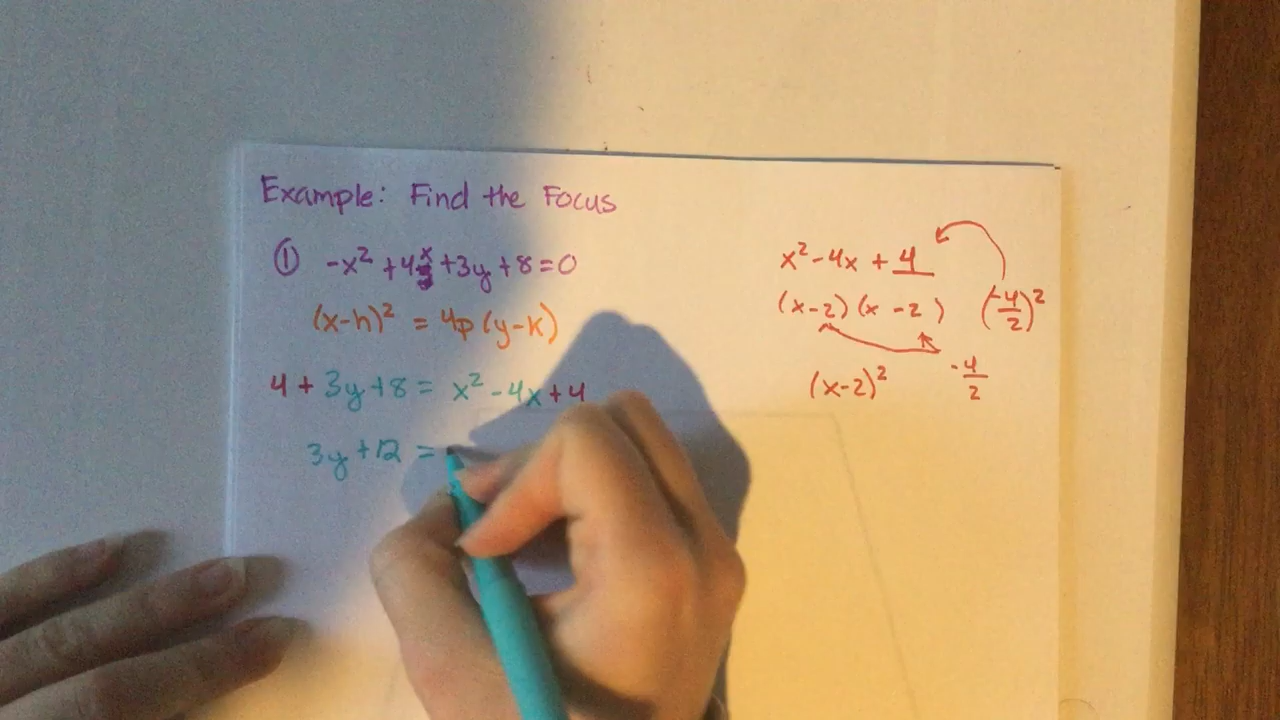 Example: Find the Focus
① -x² + 4x + 3y + 8 = 0
(x-h)² = 4p(y-k)
4 + 3y + 8 = x² - 4x + 4
3y + 12 =
x² - 4x + 4
(x-2)(x-2) (-4/2)²
-4/2
(x-2)²